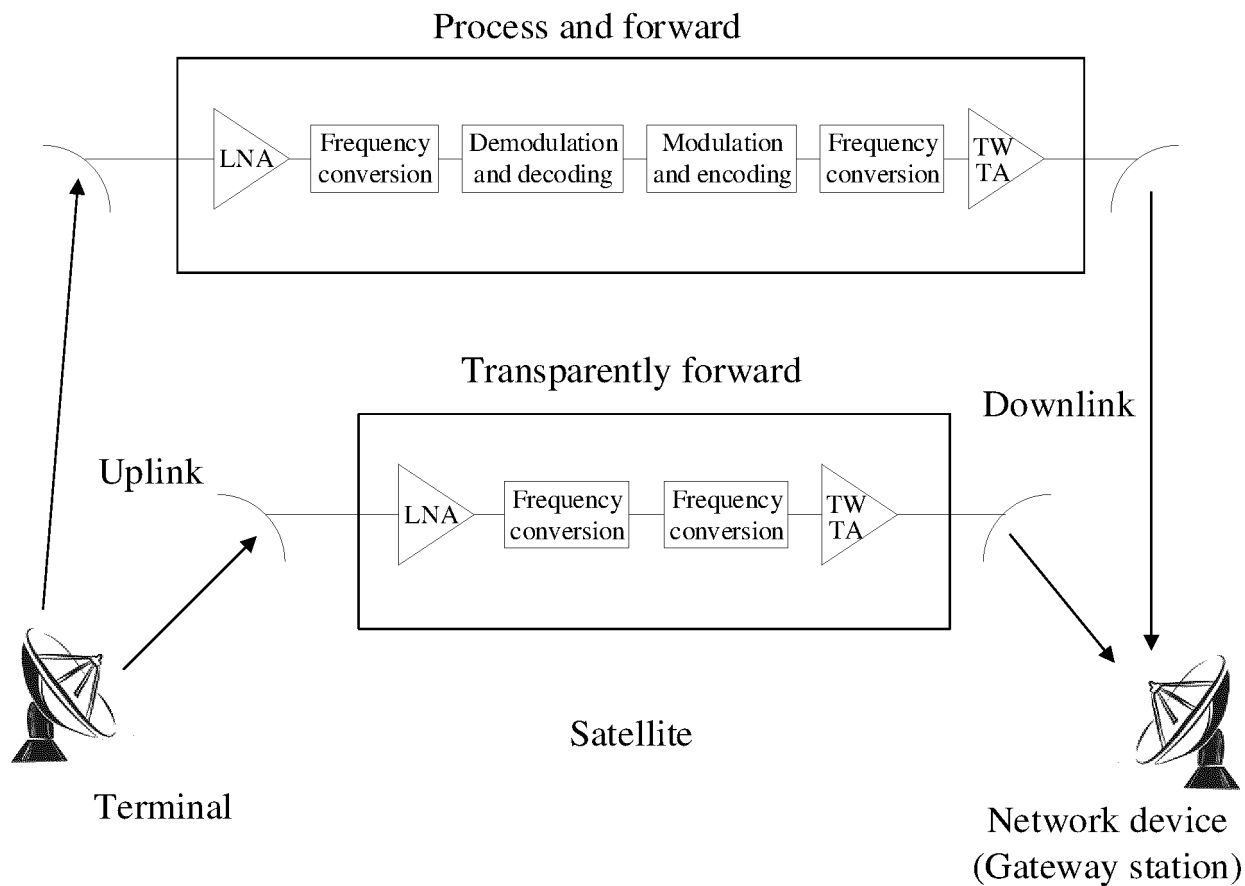 Process and forward
LNA
Frequency
conversion
Demodulation
and decoding
Modulation
and encoding
Frequency
conversion
TW
TA
Transparently forward
Downlink
Uplink
LNA
Frequency
conversion
Frequency
conversion
TW
TA
Satellite
Terminal
Network device
(Gateway station)